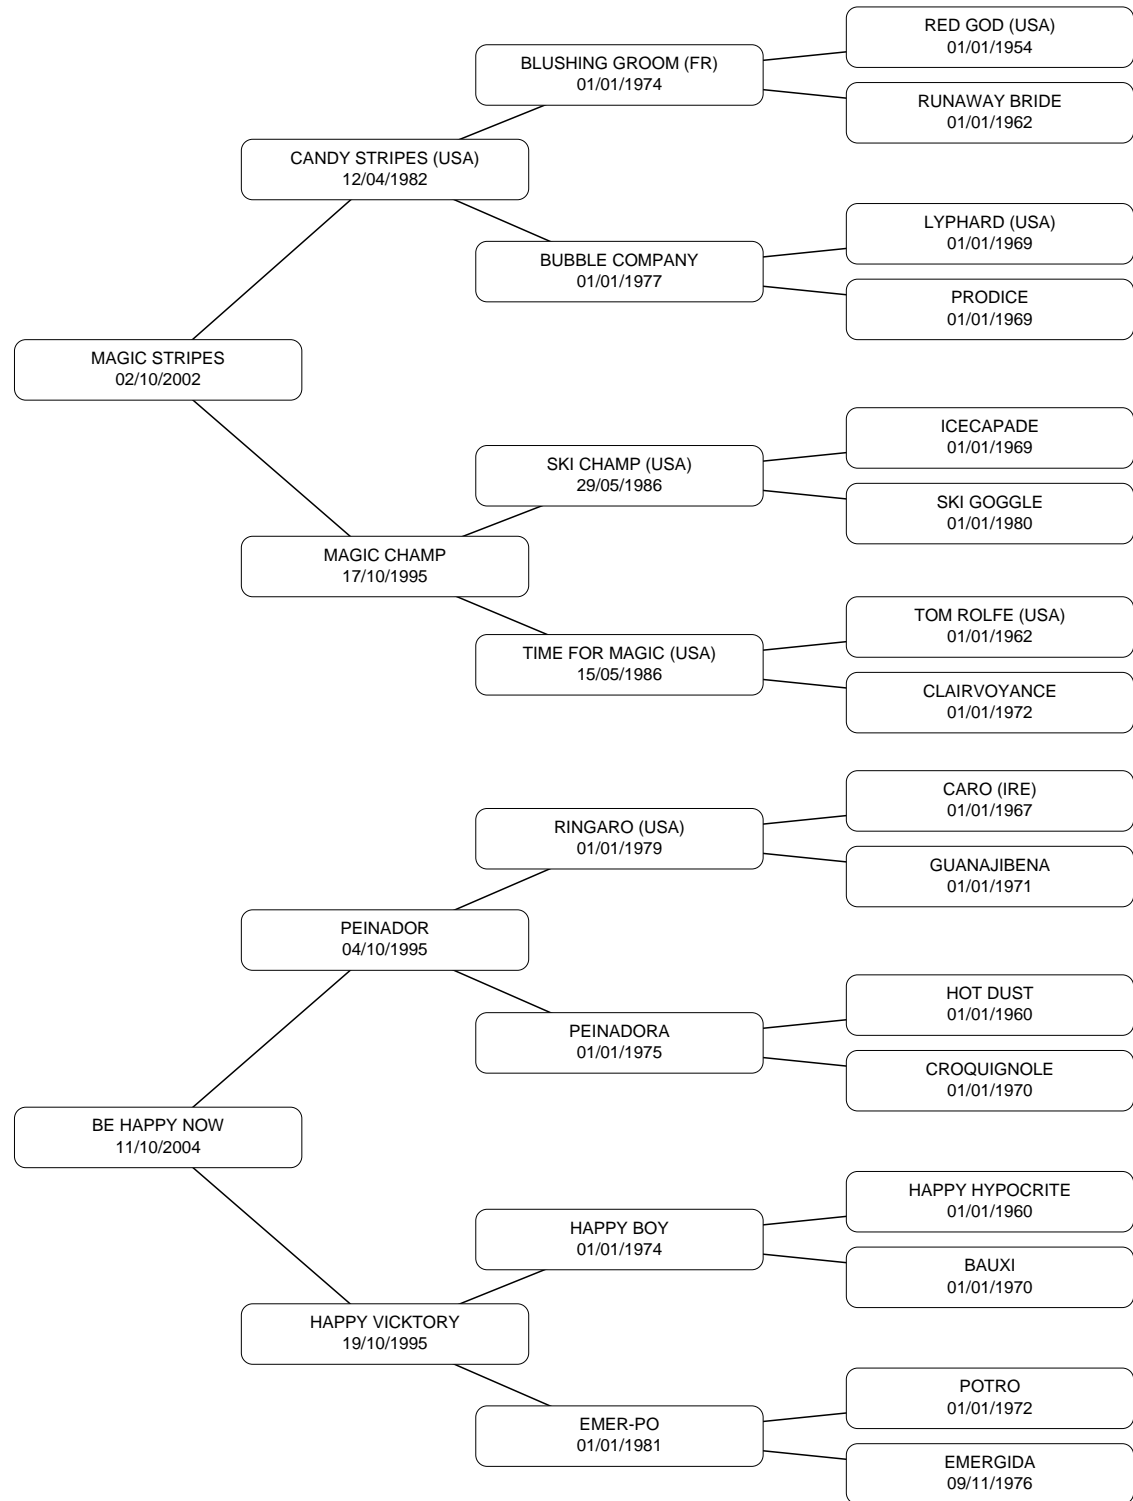 RED GOD (USA)
01/01/1954
BLUSHING GROOM (FR)
01/01/1974
RUNAWAY BRIDE
01/01/1962
CANDY STRIPES (USA)
12/04/1982
LYPHARD (USA)
01/01/1969
BUBBLE COMPANY
01/01/1977
PRODICE
01/01/1969
MAGIC STRIPES
02/10/2002
ICECAPADE
01/01/1969
SKI CHAMP (USA)
29/05/1986
SKI GOGGLE
01/01/1980
MAGIC CHAMP
17/10/1995
TOM ROLFE (USA)
01/01/1962
TIME FOR MAGIC (USA)
15/05/1986
CLAIRVOYANCE
01/01/1972
CARO (IRE)
01/01/1967
RINGARO (USA)
01/01/1979
GUANAJIBENA
01/01/1971
PEINADOR
04/10/1995
HOT DUST
01/01/1960
PEINADORA
01/01/1975
CROQUIGNOLE
01/01/1970
BE HAPPY NOW
11/10/2004
HAPPY HYPOCRITE
01/01/1960
HAPPY BOY
01/01/1974
BAUXI
01/01/1970
HAPPY VICKTORY
19/10/1995
POTRO
01/01/1972
EMER-PO
01/01/1981
EMERGIDA
09/11/1976